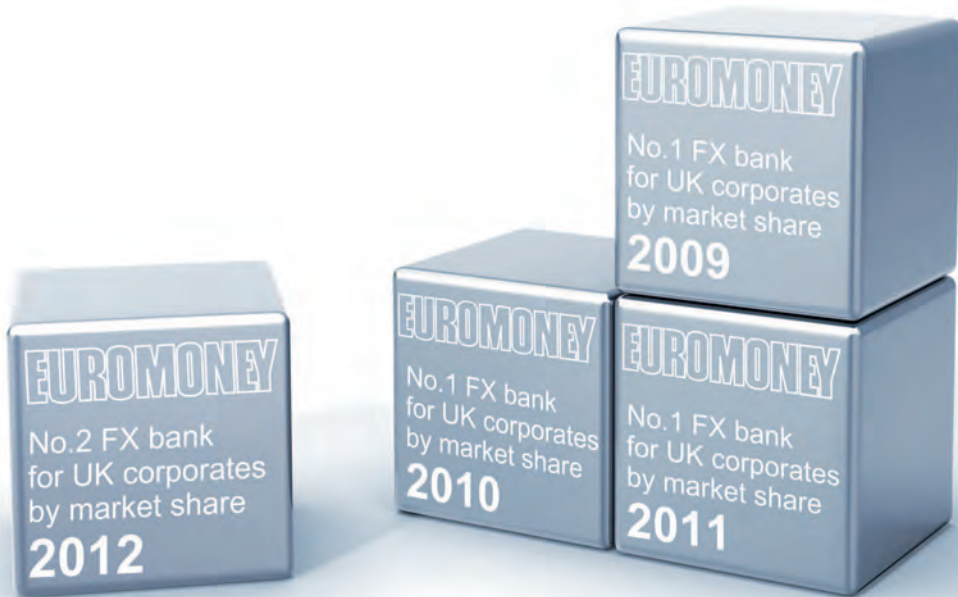 EUROMONEY
No.1 FX bank
for UK corporates
by market share
2009
EUROMONEY
No.2 FX bank
for UK corporates
by market share
2012
EUROMONEY
No.1 FX bank
for UK corporates
by market share
2010
EUROMONEY
No.1 FX bank
for UK corporates
by market share
2011